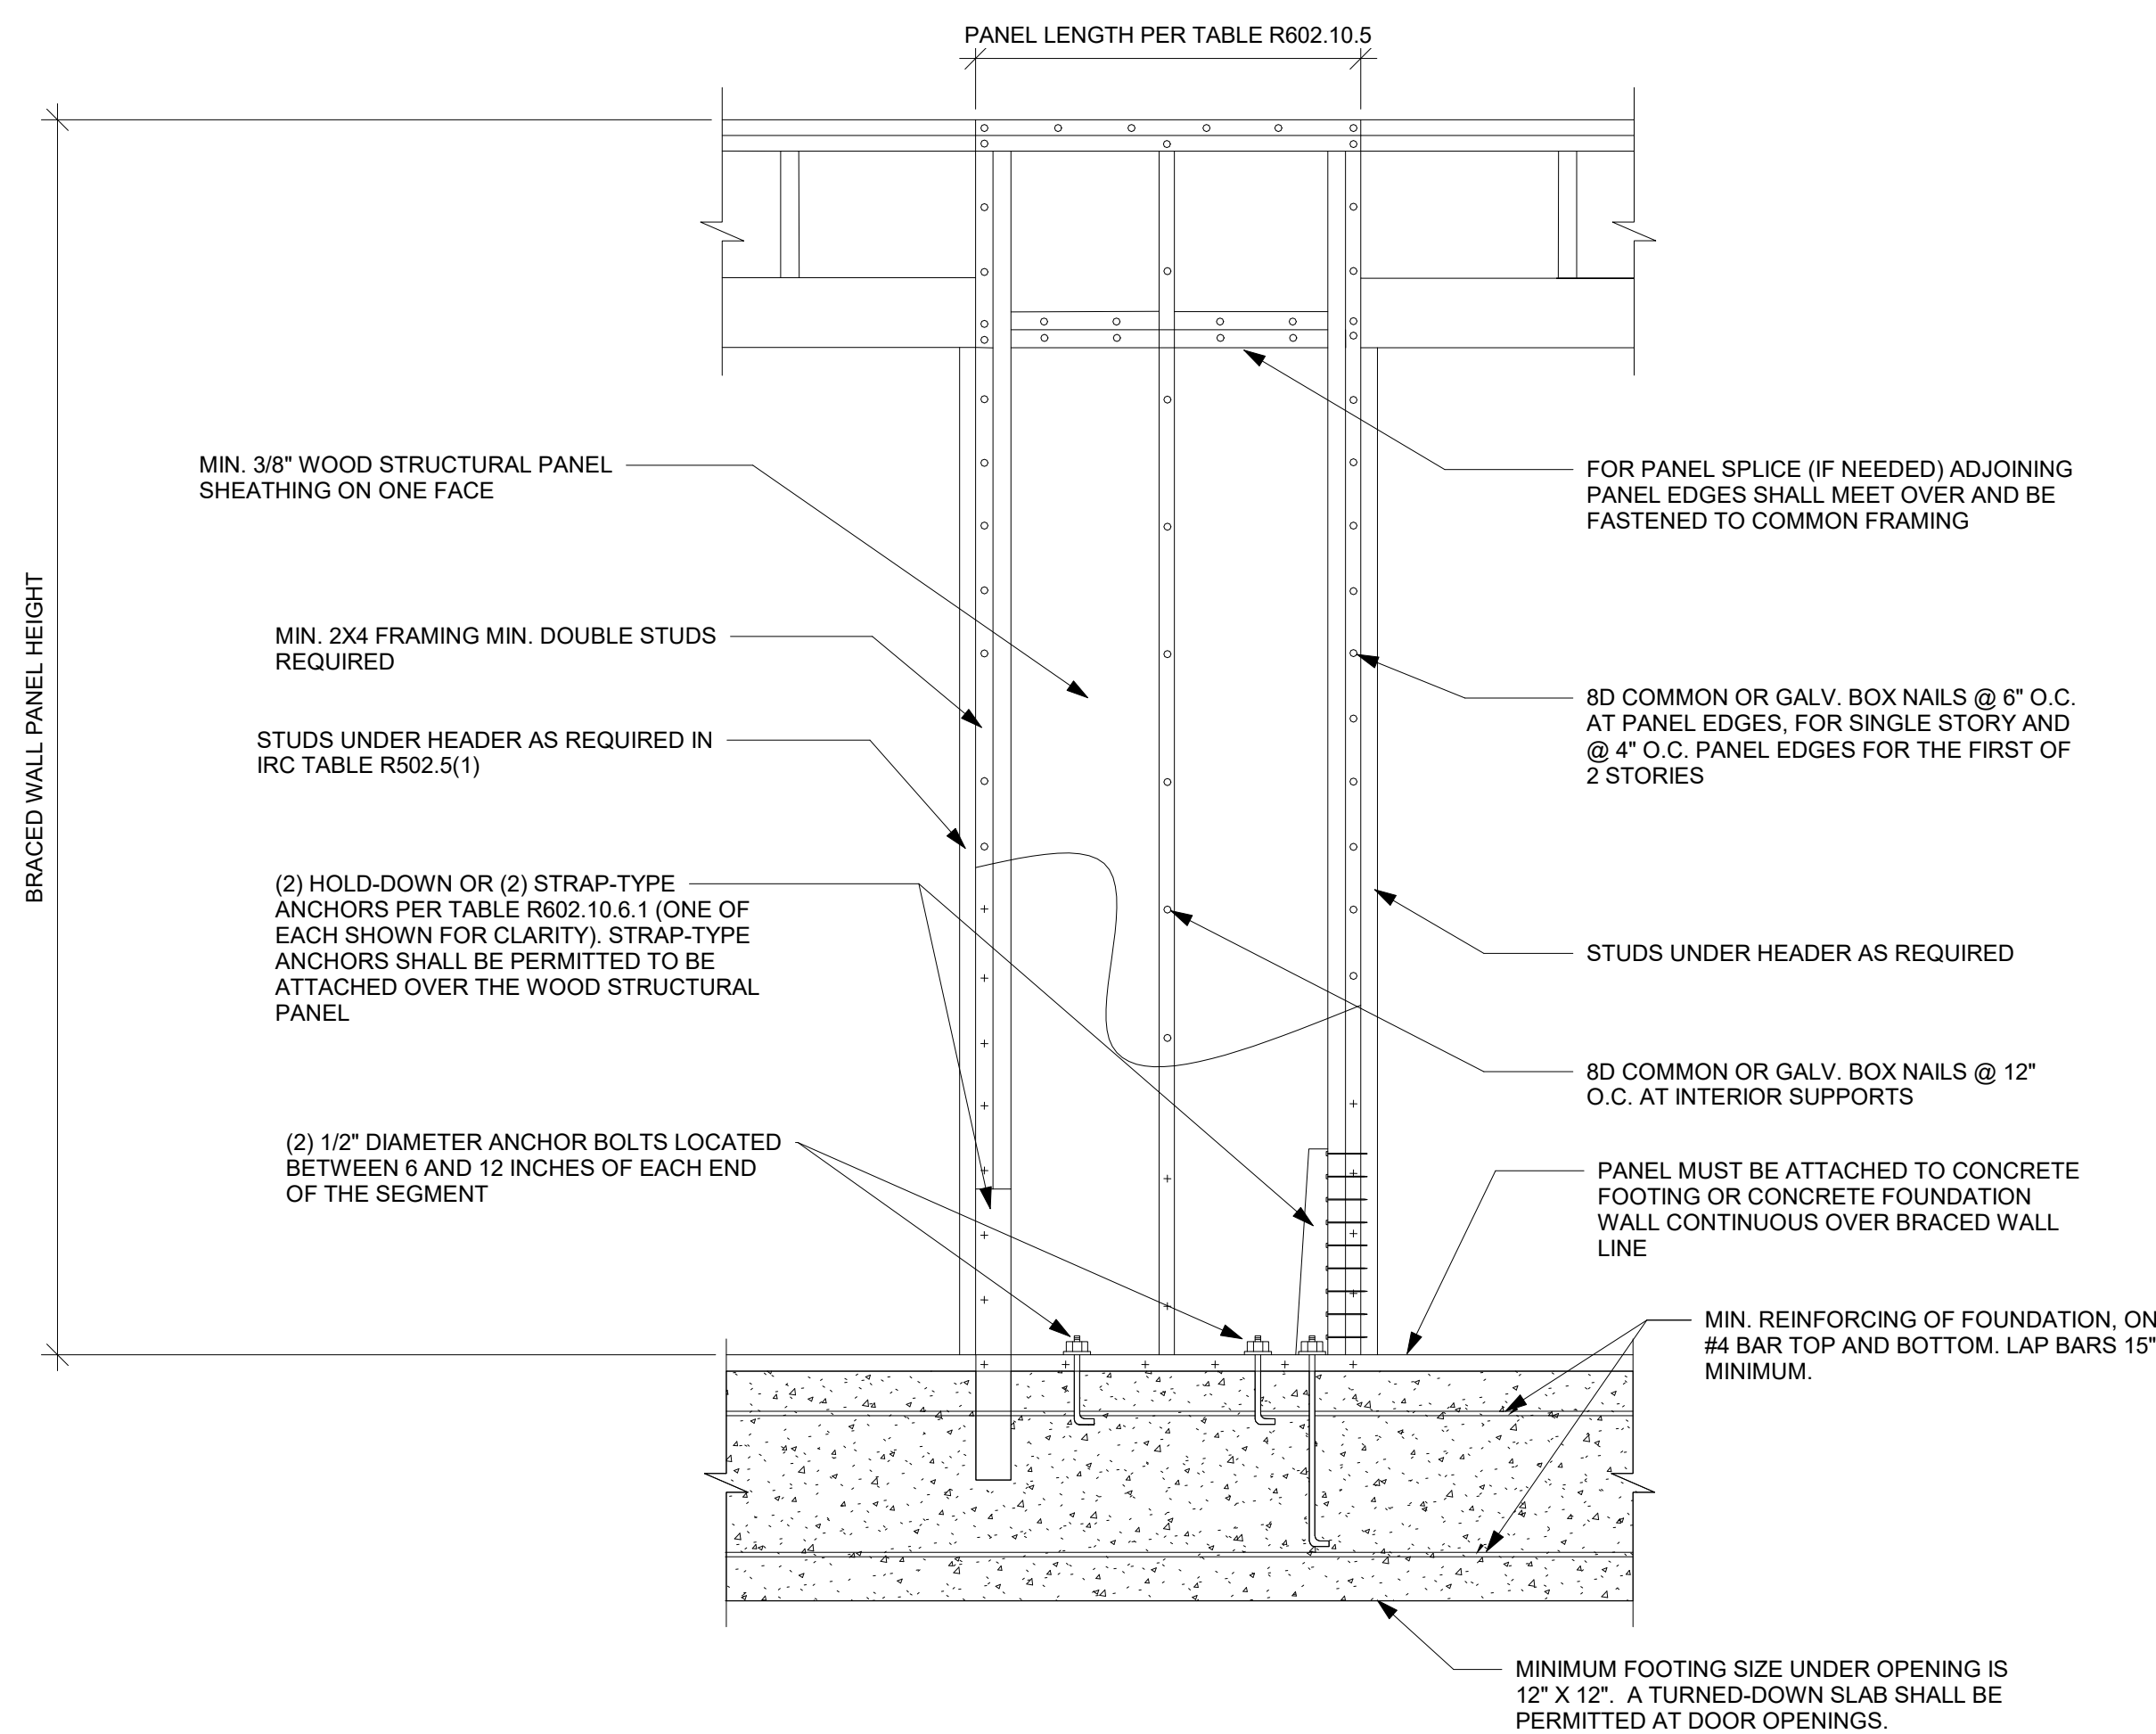 PANEL LENGTH PER TABLE R602.10.5
BRACED WALL PANEL HEIGHT
MIN. 3/8" WOOD STRUCTURAL PANEL
SHEATHING ON ONE FACE
MIN. 2X4 FRAMING MIN. DOUBLE STUDS
REQUIRED
STUDS UNDER HEADER AS REQUIRED IN
IRC TABLE R502.5(1)
(2) HOLD-DOWN OR (2) STRAP-TYPE
ANCHORS PER TABLE R602.10.6.1 (ONE OF
EACH SHOWN FOR CLARITY). STRAP-TYPE
ANCHORS SHALL BE PERMITTED TO BE
ATTACHED OVER THE WOOD STRUCTURAL
PANEL
(2) 1/2" DIAMETER ANCHOR BOLTS LOCATED
BETWEEN 6 AND 12 INCHES OF EACH END
OF THE SEGMENT
FOR PANEL SPLICE (IF NEEDED) ADJOINING
PANEL EDGES SHALL MEET OVER AND BE
FASTENED TO COMMON FRAMING
8D COMMON OR GALV. BOX NAILS @ 6" O.C.
AT PANEL EDGES, FOR SINGLE STORY AND
@ 4" O.C. PANEL EDGES FOR THE FIRST OF
2 STORIES
STUDS UNDER HEADER AS REQUIRED
8D COMMON OR GALV. BOX NAILS @ 12"
O.C. AT INTERIOR SUPPORTS
PANEL MUST BE ATTACHED TO CONCRETE
FOOTING OR CONCRETE FOUNDATION
WALL CONTINUOUS OVER BRACED WALL
LINE
MIN. REINFORCING OF FOUNDATION, ON
#4 BAR TOP AND BOTTOM. LAP BARS 15"
MINIMUM.
MINIMUM FOOTING SIZE UNDER OPENING IS
12" X 12". A TURNED-DOWN SLAB SHALL BE
PERMITTED AT DOOR OPENINGS.